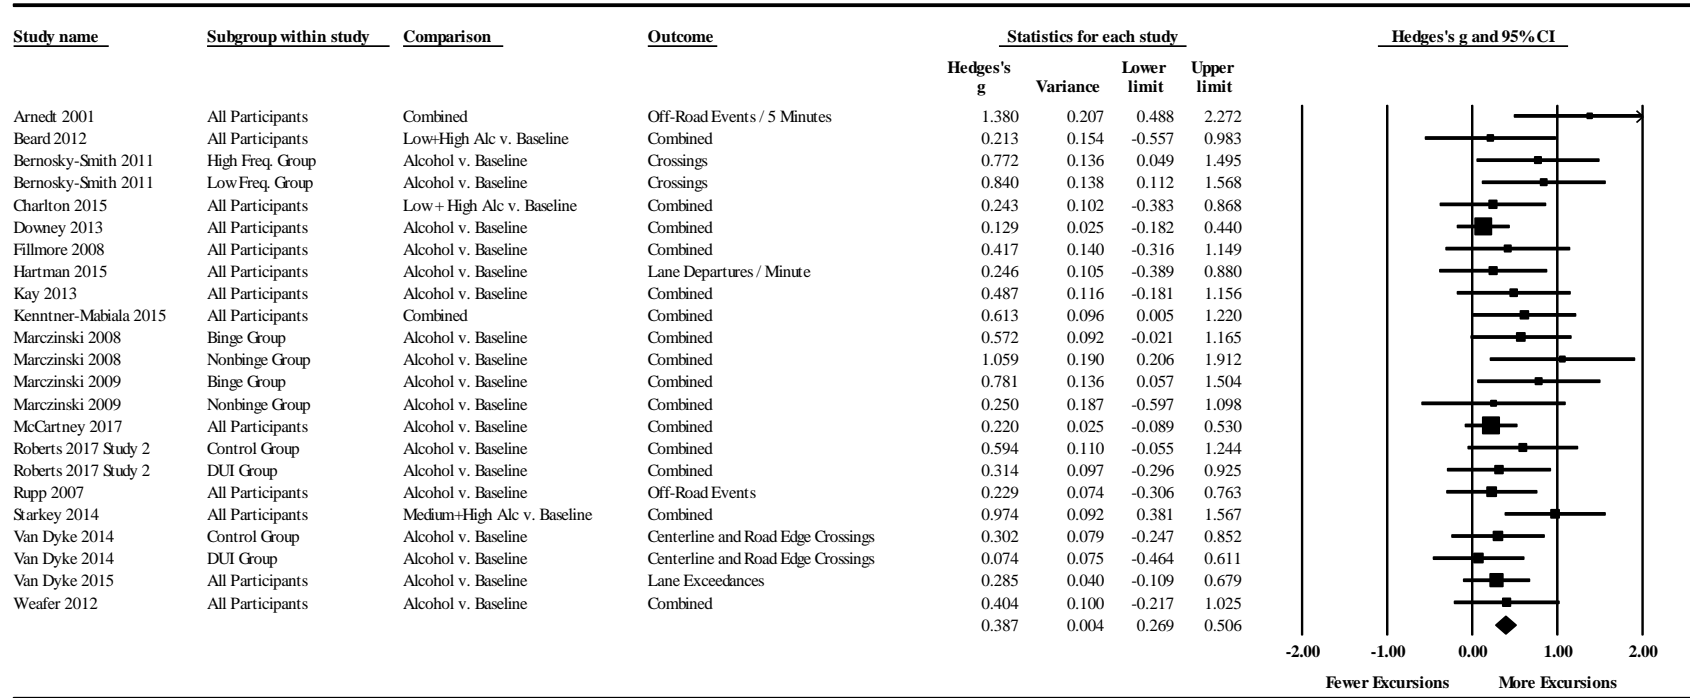 Study name Subgroup within study Comparison Outcome Statistics for each study Hedges's g and 95% CI
Hedges's Lower Upper
g Variance limit limit
Arnedt 2001 All Participants Combined Off-Road Events / 5 Minutes 1.380 0.207 0.488 2.272
Beard 2012 All Participants Low+High Alc v. Baseline Combined 0.213 0.154 -0.557 0.983
Bernosky-Smith 2011 High Freq. Group Alcohol v. Baseline Crossings 0.772 0.136 0.049 1.495
Bernosky-Smith 2011 Low Freq. Group Alcohol v. Baseline Crossings 0.840 0.138 0.112 1.568
Charlton 2015 All Participants Low + High Alc v. Baseline Combined 0.243 0.102 -0.383 0.868
Downey 2013 All Participants Alcohol v. Baseline Combined 0.129 0.025 -0.182 0.440
Fillmore 2008 All Participants Alcohol v. Baseline Combined 0.417 0.140 -0.316 1.149
Hartman 2015 All Participants Alcohol v. Baseline Lane Departures / Minute 0.246 0.105 -0.389 0.880
Kay 2013 All Participants Alcohol v. Baseline Combined 0.487 0.116 -0.181 1.156
Kenntner-Mabiala 2015 All Participants Combined Combined 0.613 0.096 0.005 1.220
Marczinski 2008 Binge Group Alcohol v. Baseline Combined 0.572 0.092 -0.021 1.165
Marczinski 2008 Nonbinge Group Alcohol v. Baseline Combined 1.059 0.190 0.206 1.912
Marczinski 2009 Binge Group Alcohol v. Baseline Combined 0.781 0.136 0.057 1.504
Marczinski 2009 Nonbinge Group Alcohol v. Baseline Combined 0.250 0.187 -0.597 1.098
McCartney 2017 All Participants Alcohol v. Baseline Combined 0.220 0.025 -0.089 0.530
Roberts 2017 Study 2 Control Group Alcohol v. Baseline Combined 0.594 0.110 -0.055 1.244
Roberts 2017 Study 2 DUI Group Alcohol v. Baseline Combined 0.314 0.097 -0.296 0.925
Rupp 2007 All Participants Alcohol v. Baseline Off-Road Events 0.229 0.074 -0.306 0.763
Starkey 2014 All Participants Medium+High Alc v. Baseline Combined 0.974 0.092 0.381 1.567
Van Dyke 2014 Control Group Alcohol v. Baseline Centerline and Road Edge Crossings 0.302 0.079 -0.247 0.852
Van Dyke 2014 DUI Group Alcohol v. Baseline Centerline and Road Edge Crossings 0.074 0.075 -0.464 0.611
Van Dyke 2015 All Participants Alcohol v. Baseline Lane Exceedances 0.285 0.040 -0.109 0.679
Weafer 2012 All Participants Alcohol v. Baseline Combined 0.404 0.100 -0.217 1.025
0.387 0.004 0.269 0.506
-2.00 -1.00 0.00 1.00 2.00
Fewer Excursions More Excursions